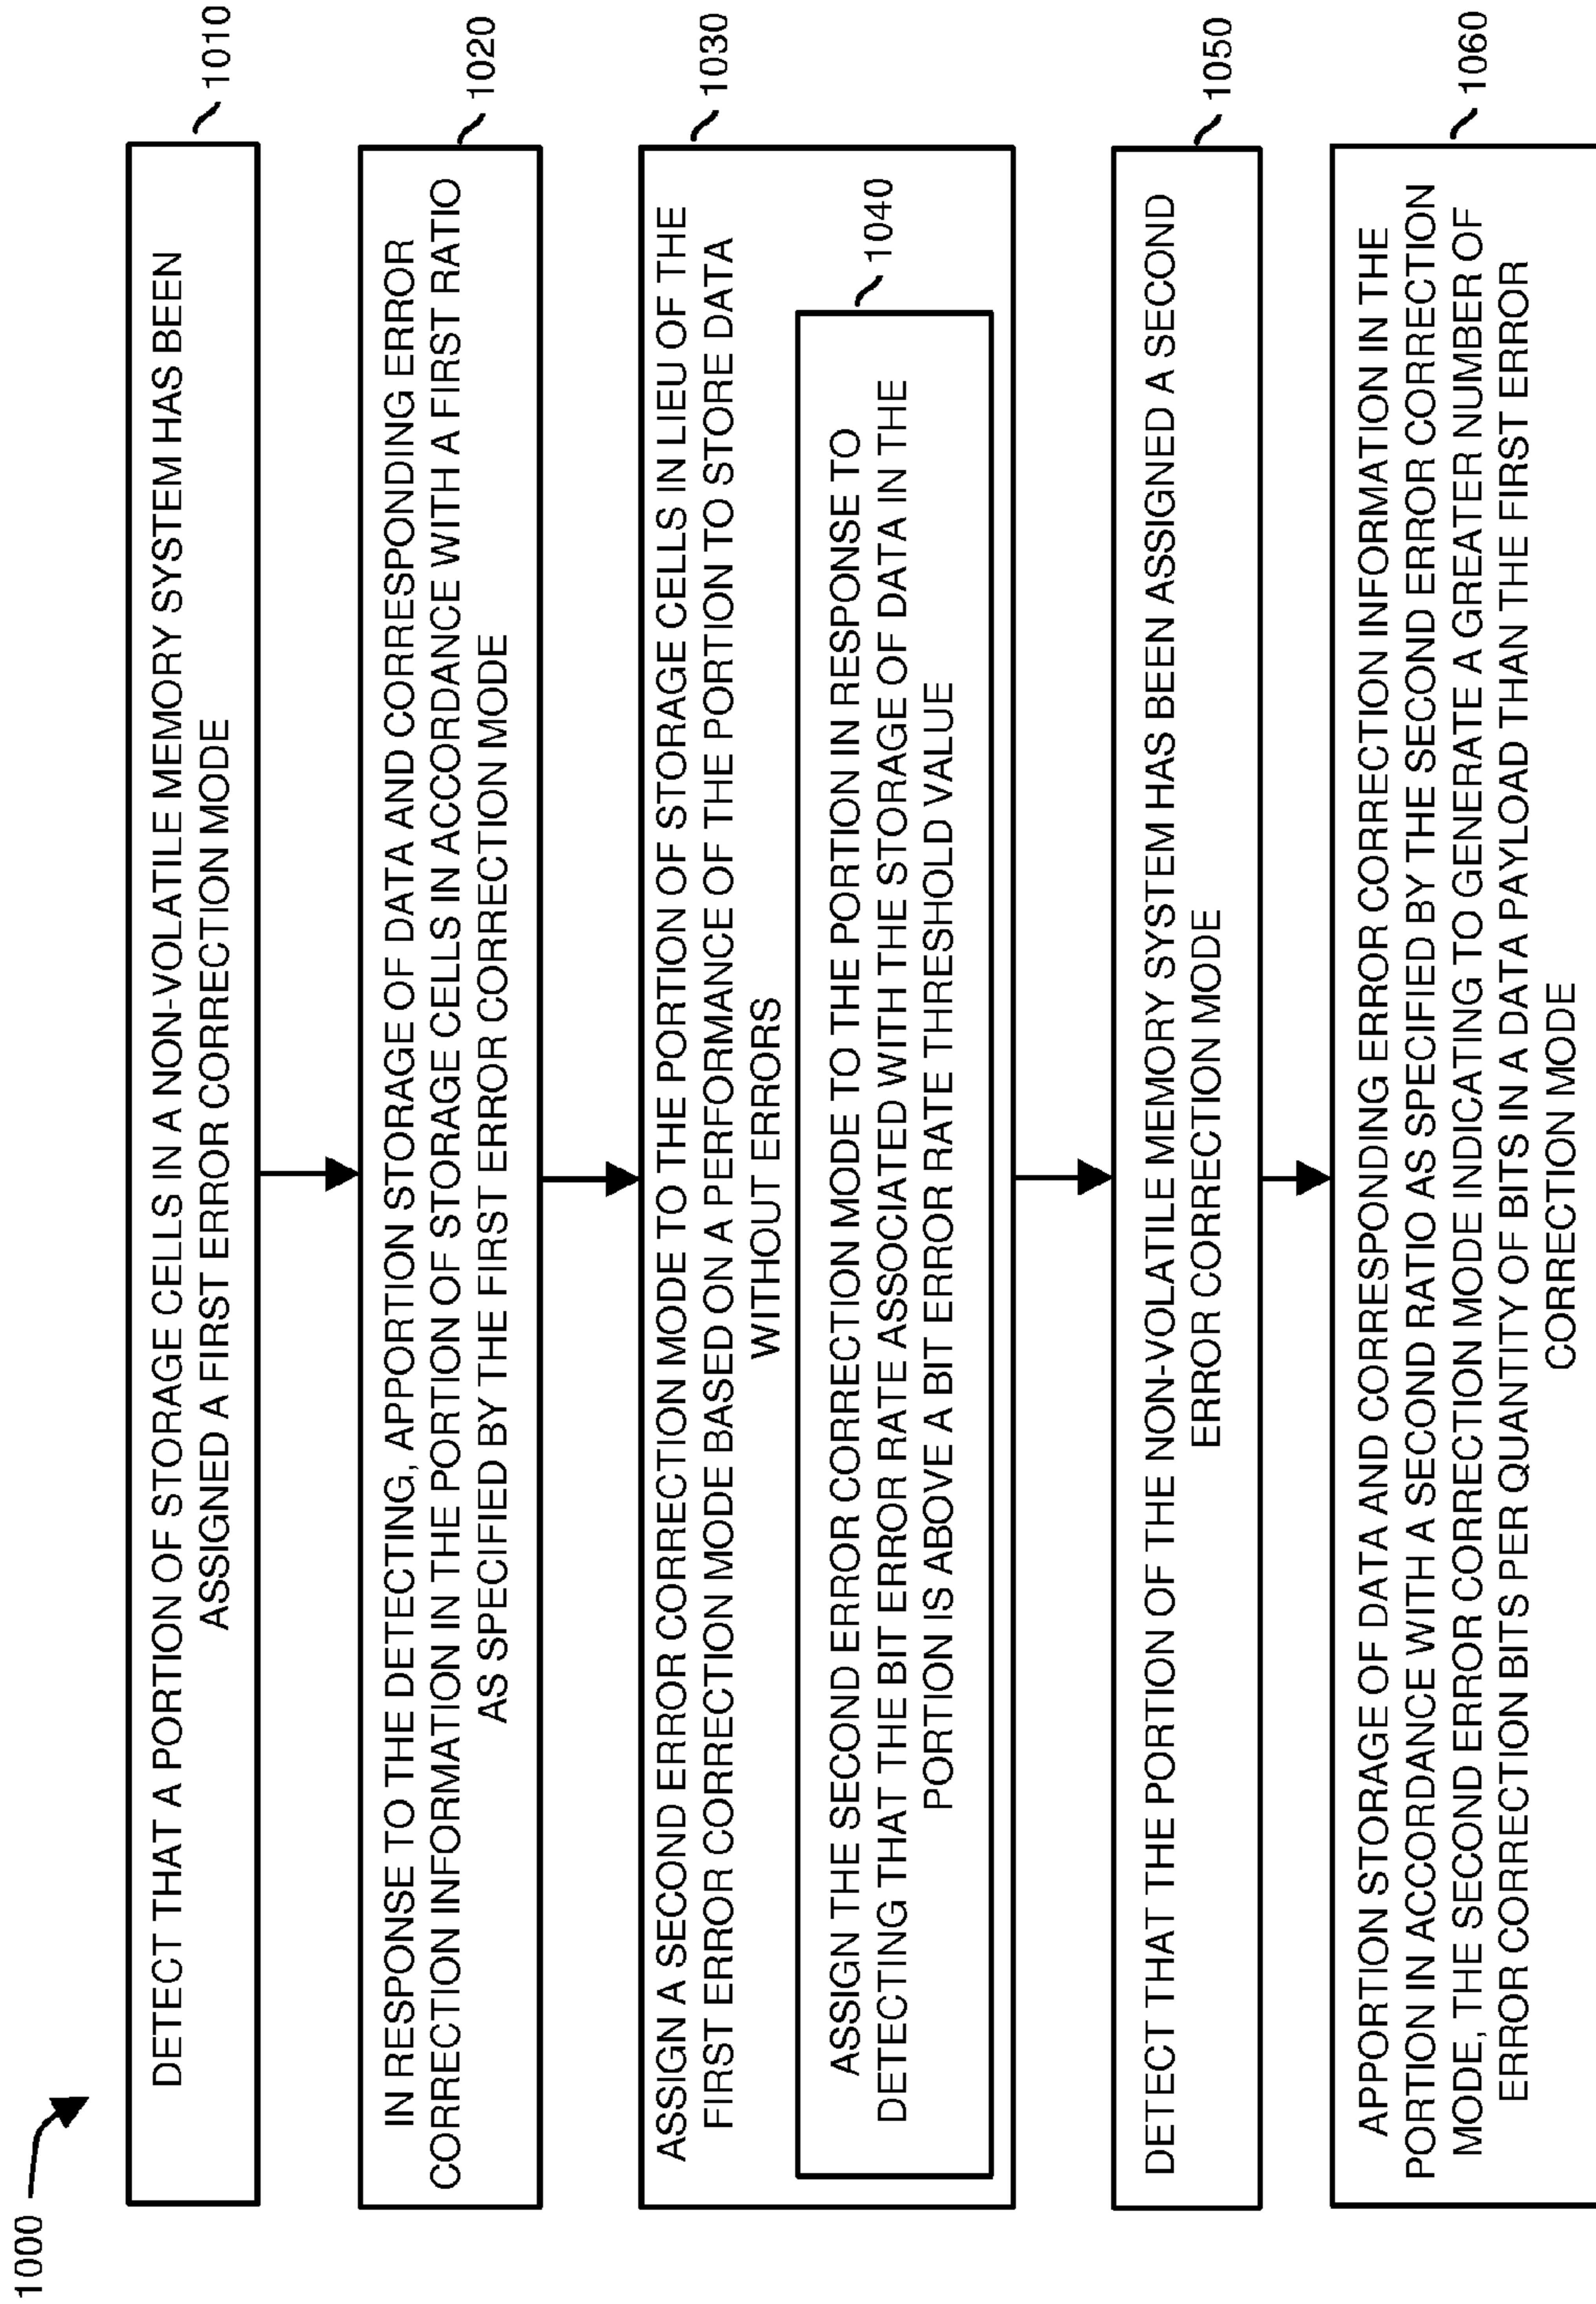 1000
DETECT THAT A PORTION OF STORAGE CELLS IN A NON-VOLATILE MEMORY SYSTEM HAS BEEN
ASSIGNED A FIRST ERROR CORRECTION MODE
1010
IN RESPONSE TO THE DETECTING, APPORTION STORAGE OF DATA AND CORRESPONDING ERROR
CORRECTION INFORMATION IN THE PORTION OF STORAGE CELLS IN ACCORDANCE WITH A FIRST RATIO
AS SPECIFIED BY THE FIRST ERROR CORRECTION MODE
1020
ASSIGN A SECOND ERROR CORRECTION MODE TO THE PORTION OF STORAGE CELLS IN LIEU OF THE
FIRST ERROR CORRECTION MODE BASED ON A PERFORMANCE OF THE PORTION TO STORE DATA
WITHOUT ERRORS
1030
ASSIGN THE SECOND ERROR CORRECTION MODE TO THE PORTION IN RESPONSE TO
DETECTING THAT THE BIT ERROR RATE ASSOCIATED WITH THE STORAGE OF DATA IN THE
PORTION IS ABOVE A BIT ERROR RATE THRESHOLD VALUE
1040
DETECT THAT THE PORTION OF THE NON-VOLATILE MEMORY SYSTEM HAS BEEN ASSIGNED A SECOND
ERROR CORRECTION MODE
1050
APPORTION STORAGE OF DATA AND CORRESPONDING ERROR CORRECTION INFORMATION IN THE
PORTION IN ACCORDANCE WITH A SECOND RATIO AS SPECIFIED BY THE SECOND ERROR CORRECTION
MODE, THE SECOND ERROR CORRECTION MODE INDICATING TO GENERATE A GREATER NUMBER OF
ERROR CORRECTION BITS PER QUANTITY OF BITS IN A DATA PAYLOAD THAN THE FIRST ERROR
CORRECTION MODE
1060